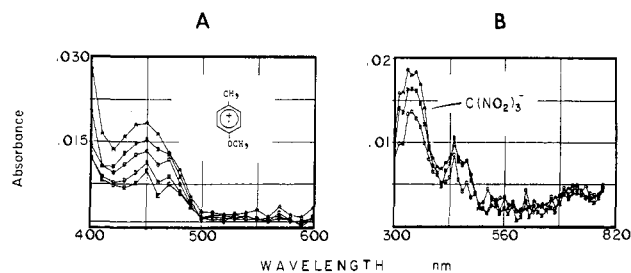 A
B
.030
.015
CH₃
+
OCH₃
Absorbance
400
500
600
.02
.01
C(NO₂)₃⁻
300
560
820
WAVELENGTH nm